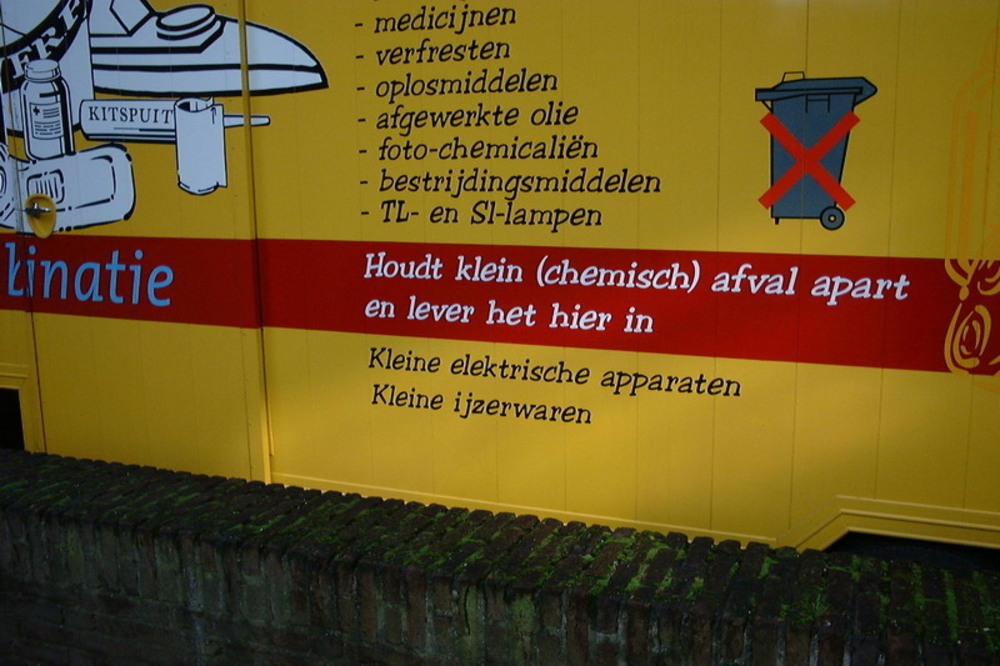 - medicijnen
- verfresten
- oplosmiddelen
- afgewerkte olie
KITSPUIT
- foto-chemicaliën
- bestrijdingsmiddelen
- TL- en Sl-lampen
kinatie
Houdt klein (chemisch) afval apart
en lever het hier in
Kleine elektrische apparaten
Kleine ijzerwaren